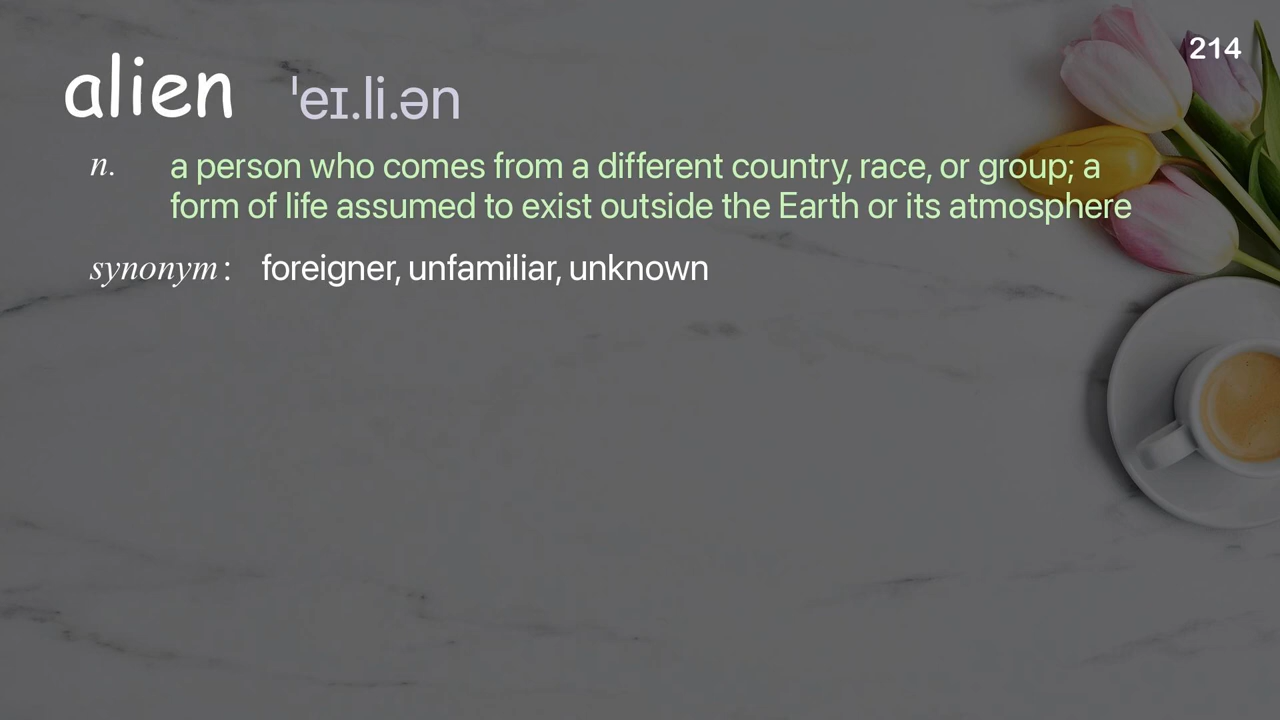 214
alien ˈeɪ.li.ən
n. a person who comes from a different country, race, or group; a
form of life assumed to exist outside the Earth or its atmosphere
synonym : foreigner, unfamiliar, unknown